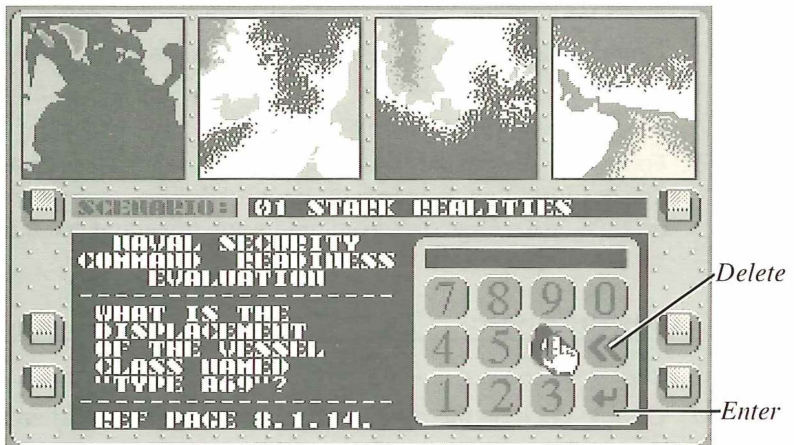 SCENARIO: 01 STARK REALITIES
NAVAL SECURITY
COMMAND READINESS
EVALUATION
WHAT IS THE
DISPLACEMENT
OF THE VESSEL
CLASS NAMED
"TYPE A69"?
REF PAGE 8.1.14.
7 8 9 0
4 5 «
1 2 3 ↵
Delete
Enter